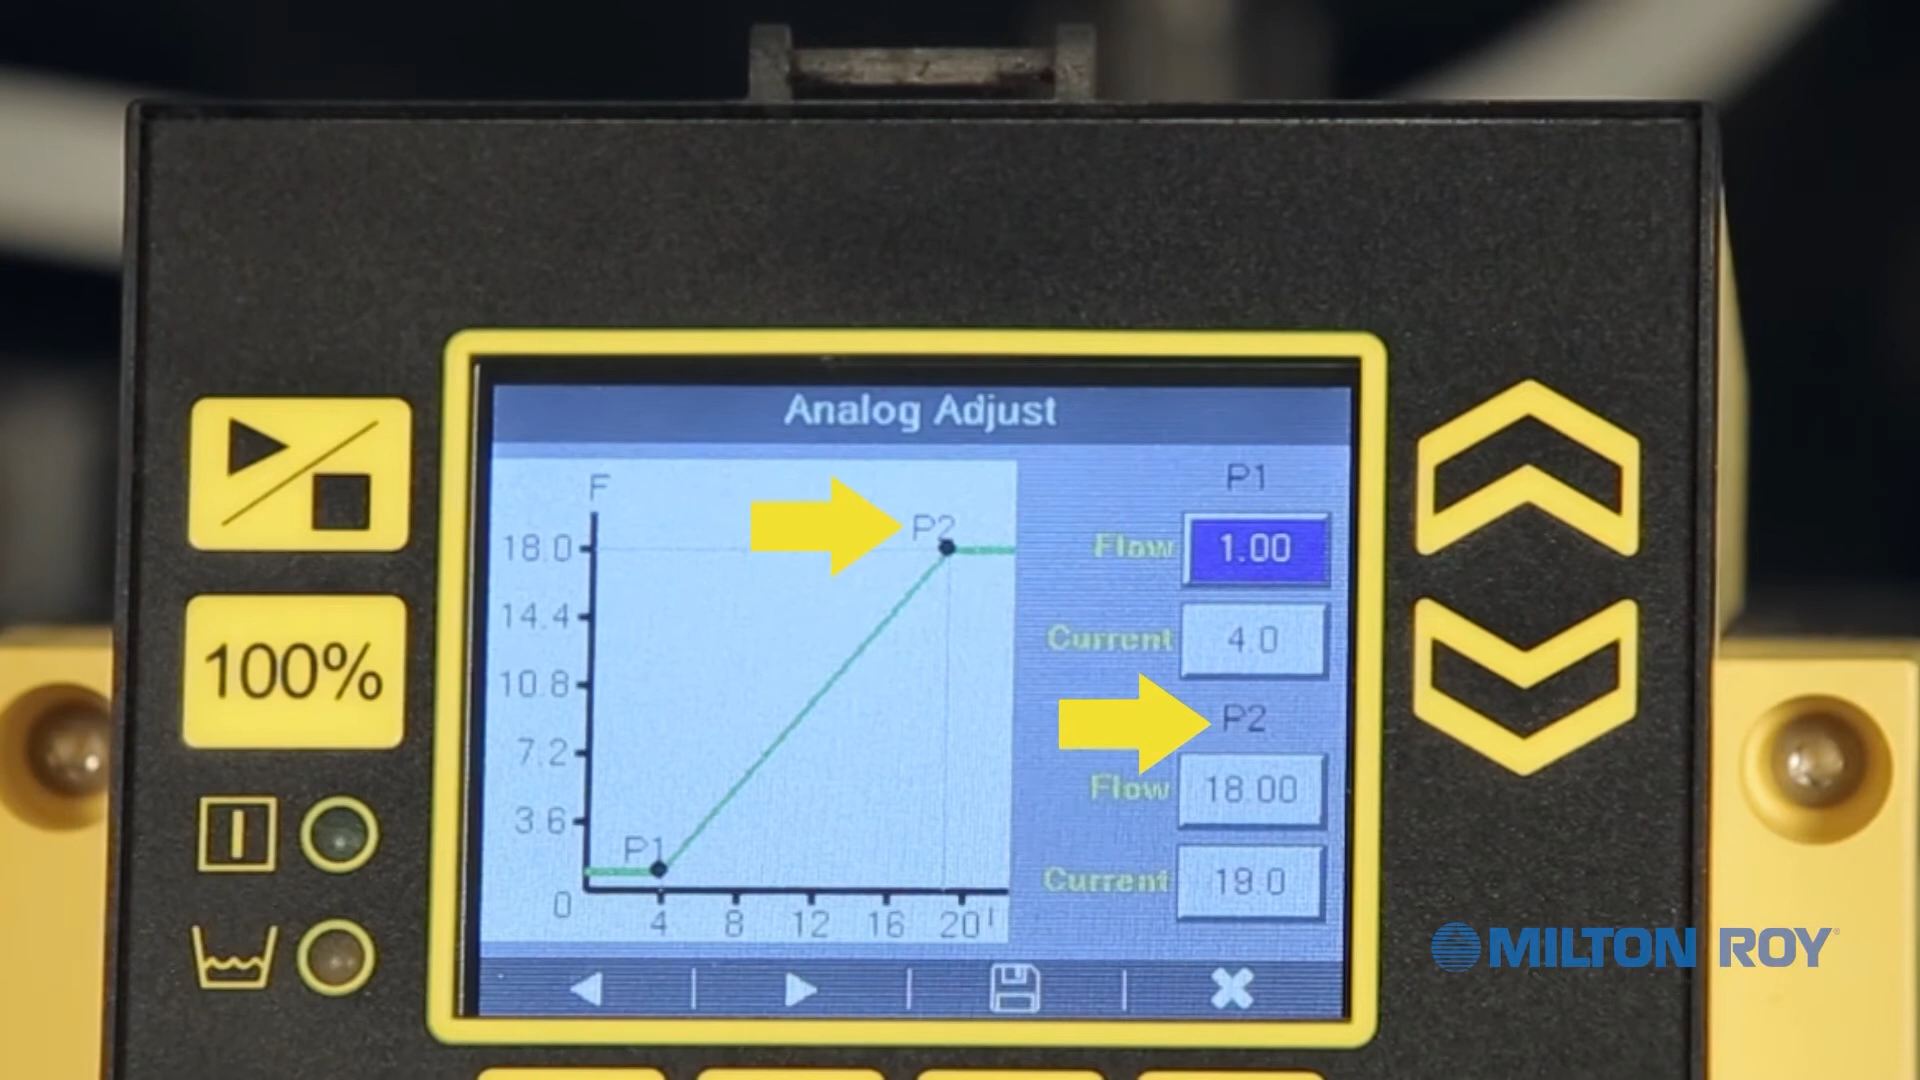 Analog Adjust
F
P2
18.0
14.4
10.8
7.2
3.6
P1
0
4 8 12 16 20 I
P1
Flow 1.00
Current 4.0
P2
Flow 18.00
Current 19.0
100%
MILTON ROY